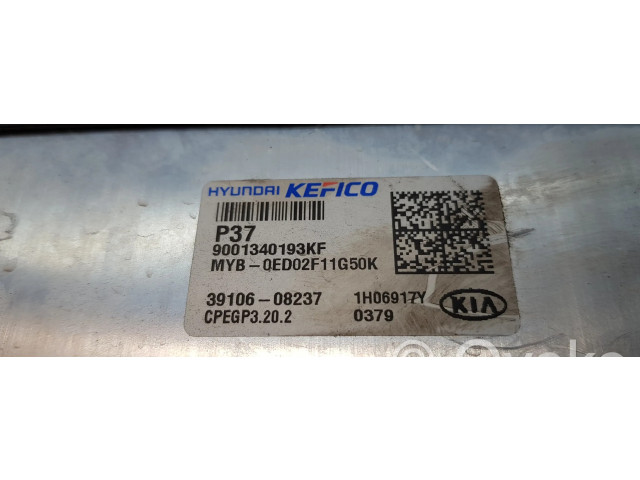 HYUNDAI KEFICO
P37
9001340193KF
MYB-0ED02F11G50K
39106-08237 1H06917Y
CPEGP3.20.2 0379
KIA